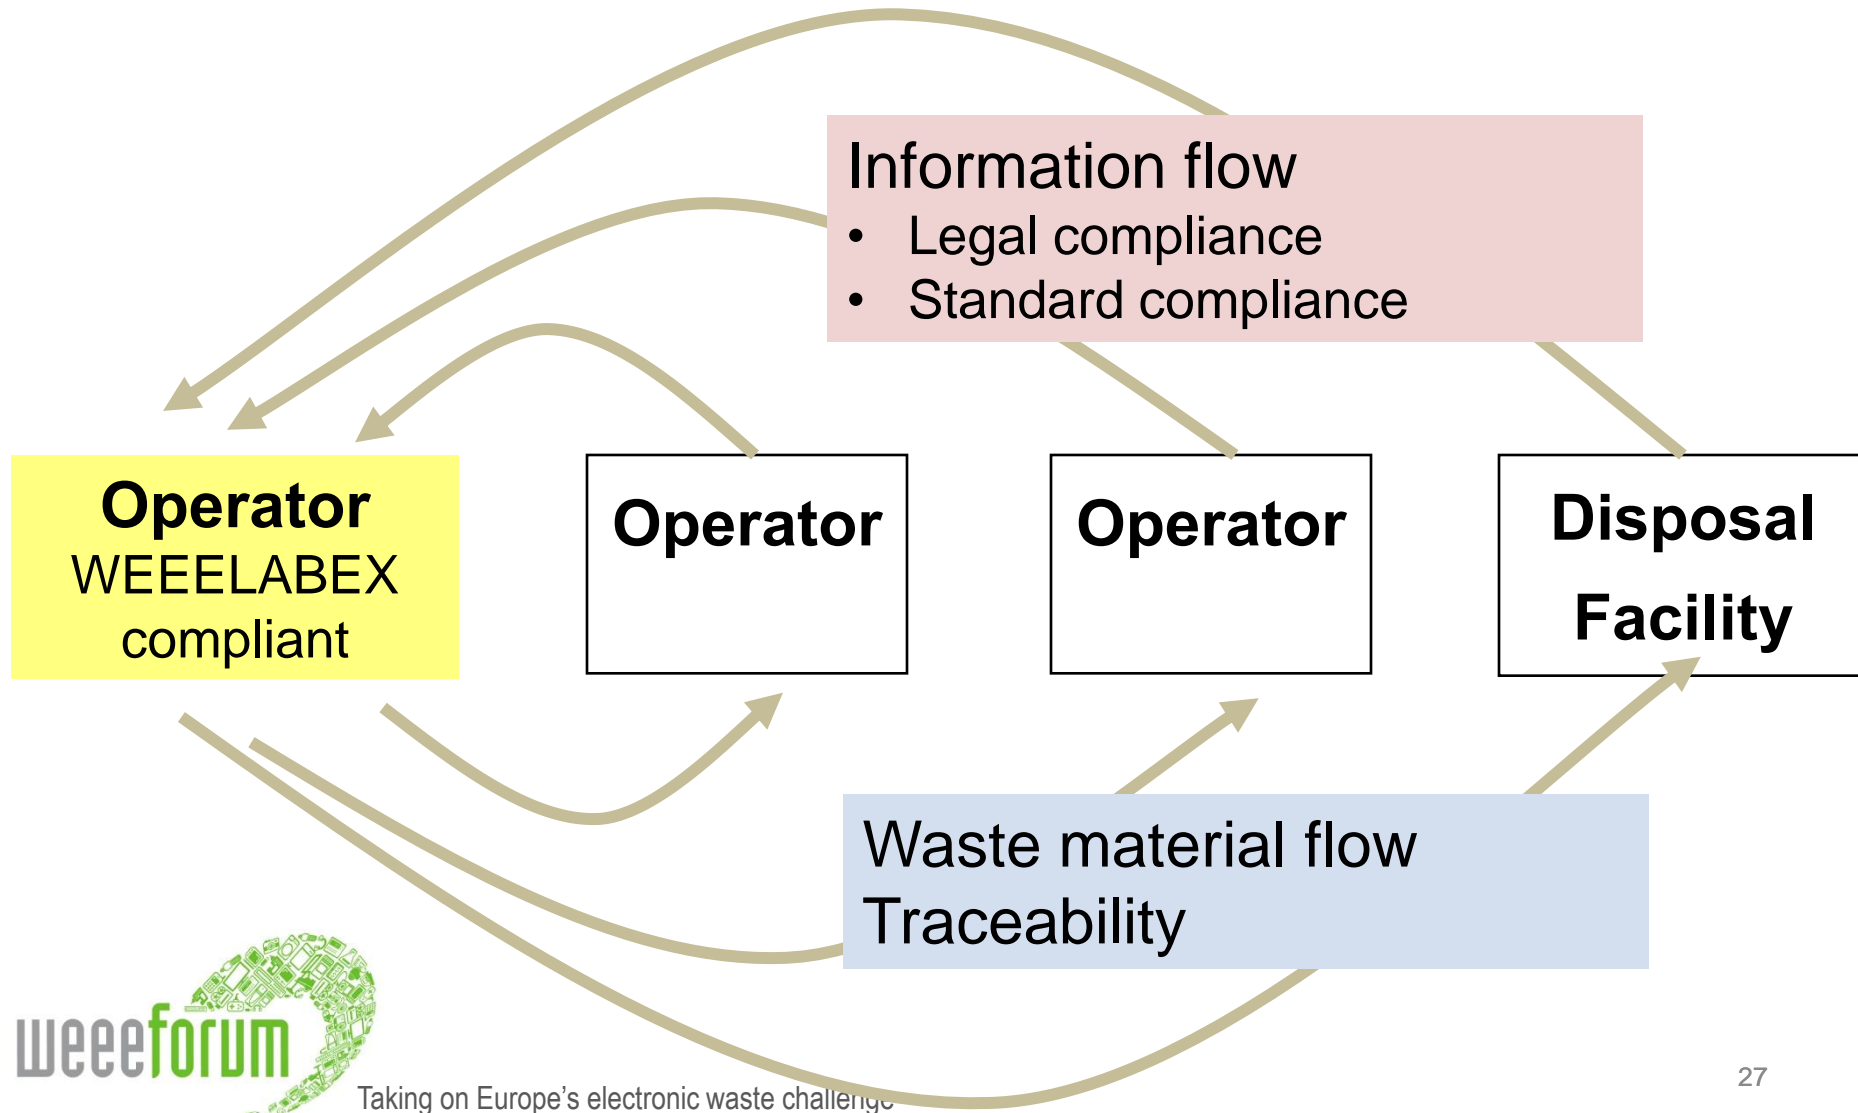 Information flow
• Legal compliance
• Standard compliance
Operator
WEEELABEX
compliant
Operator
Operator
Disposal
Facility
Waste material flow
Traceability
weeeforum
Taking on Europe's electronic waste challenge
27